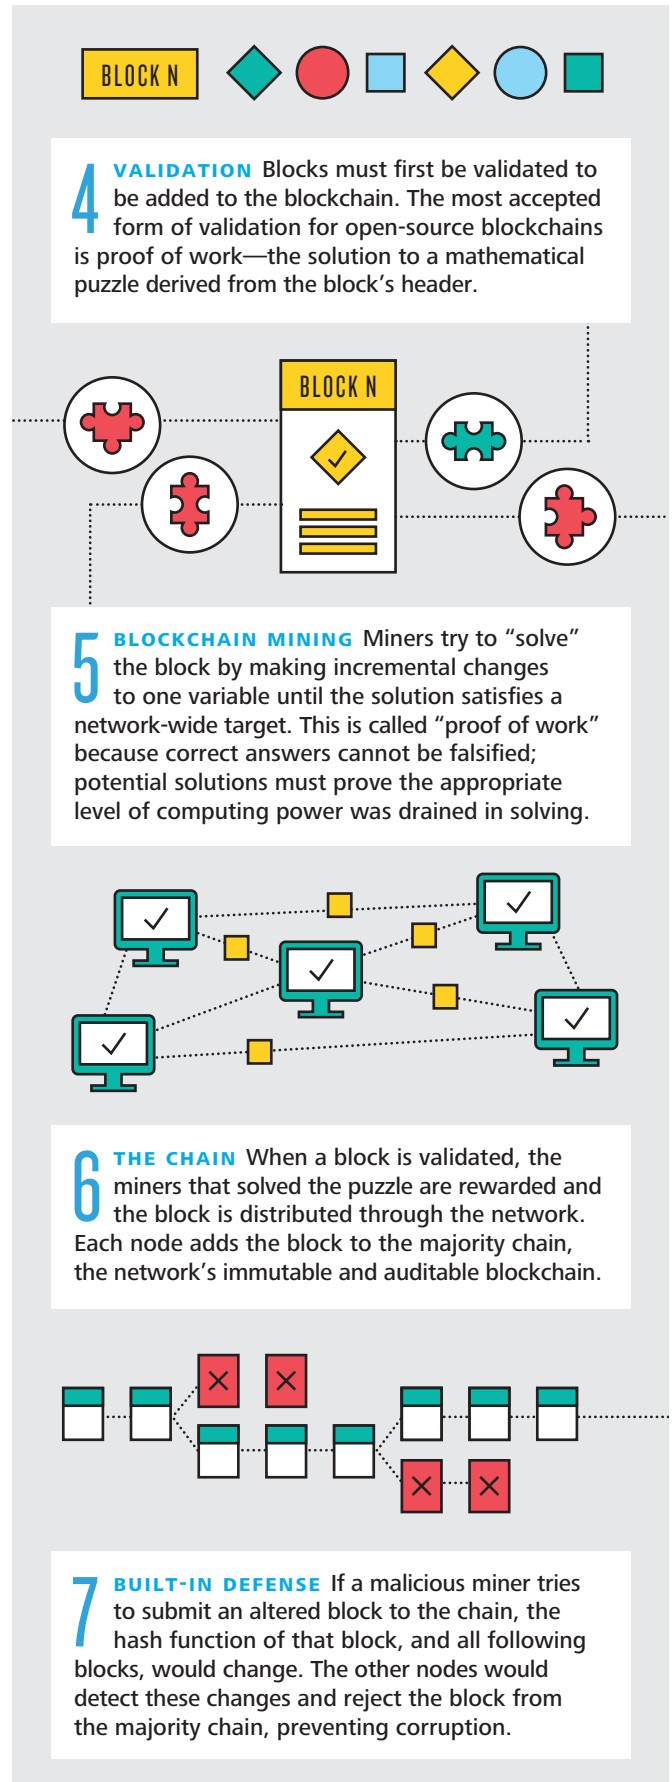 BLOCK N
4 VALIDATION Blocks must first be validated to
be added to the blockchain. The most accepted
form of validation for open-source blockchains
is proof of work—the solution to a mathematical
puzzle derived from the block’s header.
BLOCK N
5 BLOCKCHAIN MINING Miners try to “solve”
the block by making incremental changes
to one variable until the solution satisfies a
network-wide target. This is called “proof of work”
because correct answers cannot be falsified;
potential solutions must prove the appropriate
level of computing power was drained in solving.
6 THE CHAIN When a block is validated, the
miners that solved the puzzle are rewarded and
the block is distributed through the network.
Each node adds the block to the majority chain,
the network’s immutable and auditable blockchain.
7 BUILT-IN DEFENSE If a malicious miner tries
to submit an altered block to the chain, the
hash function of that block, and all following
blocks, would change. The other nodes would
detect these changes and reject the block from
the majority chain, preventing corruption.